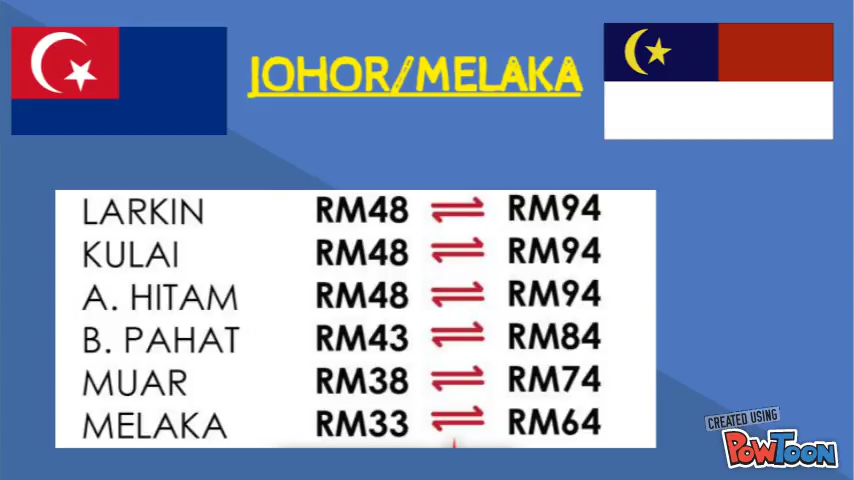 JOHOR/MELAKA
LARKIN RM48 ⇌ RM94
KULAI RM48 ⇌ RM94
A. HITAM RM48 ⇌ RM94
B. PAHAT RM43 ⇌ RM84
MUAR RM38 ⇌ RM74
MELAKA RM33 ⇌ RM64
CREATED USING
POWTOON